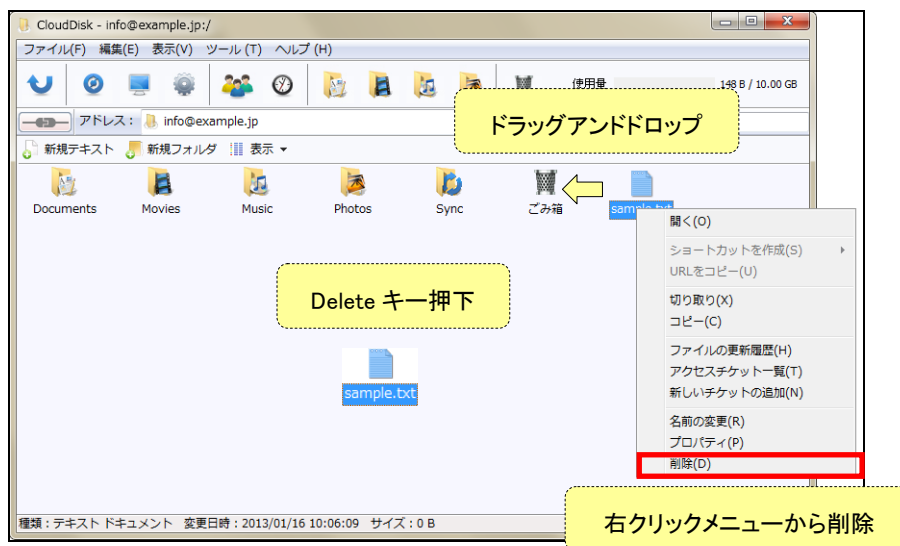 CloudDisk - info@example.jp:/
ファイル(F) 編集(E) 表示(V) ツール(T) ヘルプ(H)
使用量 148 B / 10.00 GB
アドレス: info@example.jp
ドラッグアンドドロップ
新規テキスト 新規フォルダ 表示
Documents Movies Music Photos Sync ごみ箱 sample.txt
開く(O)
ショートカットを作成(S)
URLをコピー(U)
切り取り(X)
コピー(C)
ファイルの更新履歴(H)
アクセスチケット一覧(T)
新しいチケットの追加(N)
名前の変更(R)
プロパティ(P)
削除(D)
Delete キー押下
sample.txt
右クリックメニューから削除
種類:テキスト ドキュメント 変更日時:2013/01/16 10:06:09 サイズ:0 B